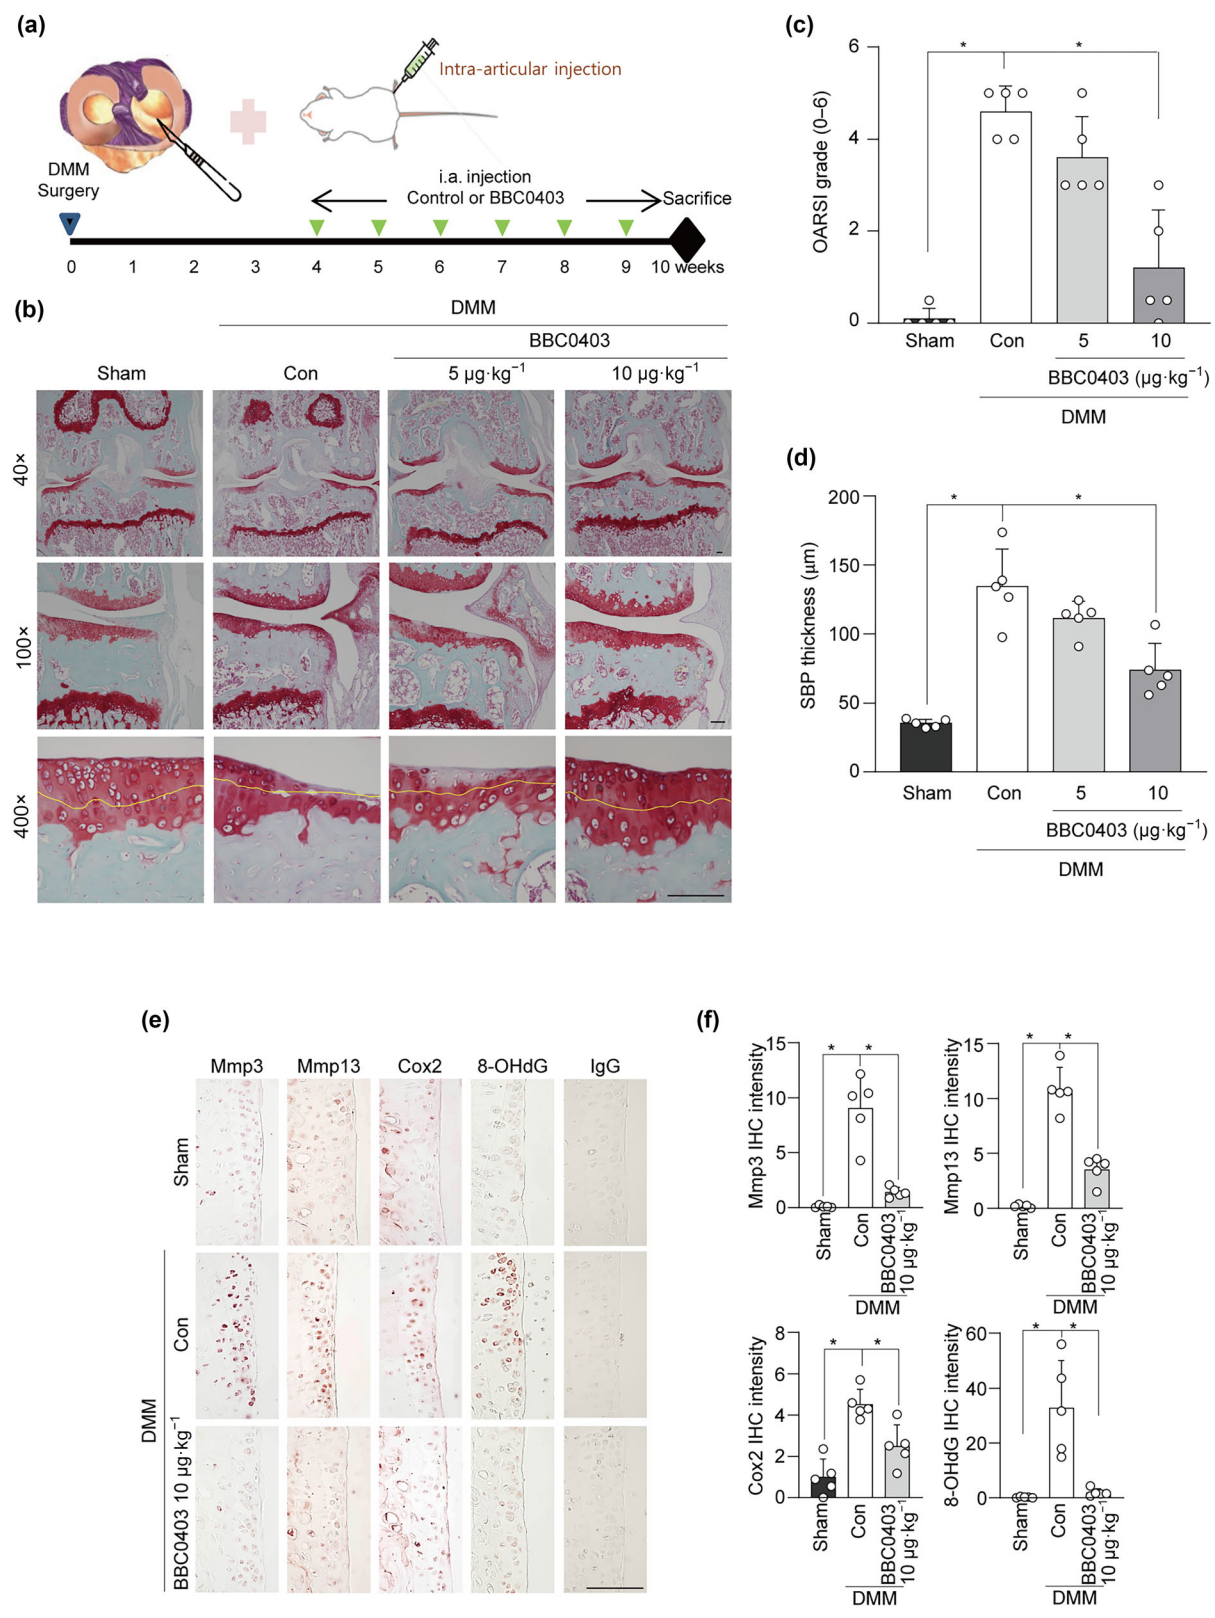 (a)
Intra-articular injection
DMM
Surgery
i.a. injection
Control or BBC0403
Sacrifice
0 1 2 3 4 5 6 7 8 9 10 weeks
(b)
DMM
BBC0403
Sham Con 5 µg·kg⁻¹ 10 µg·kg⁻¹
40×
100×
400×
(c)
OARSI grade (0–6)
6
4
2
0
* *
Sham Con 5 10
BBC0403 (µg·kg⁻¹)
DMM
(d)
SBP thickness (µm)
200
150
100
50
0
* *
Sham Con 5 10
BBC0403 (µg·kg⁻¹)
DMM
(e)
Mmp3 Mmp13 Cox2 8-OHdG IgG
Sham
Con
BBC0403 10 µg·kg⁻¹
DMM
(f)
Mmp3 IHC intensity
15
10
5
0
* *
Sham
Con
BBC0403
10 µg·kg⁻¹
DMM
Mmp13 IHC intensity
15
10
5
0
* *
Sham
Con
BBC0403
10 µg·kg⁻¹
DMM
Cox2 IHC intensity
8
6
4
2
0
* *
Sham
Con
BBC0403
10 µg·kg⁻¹
DMM
8-OHdG IHC intensity
60
40
20
0
* *
Sham
Con
BBC0403
10 µg·kg⁻¹
DMM